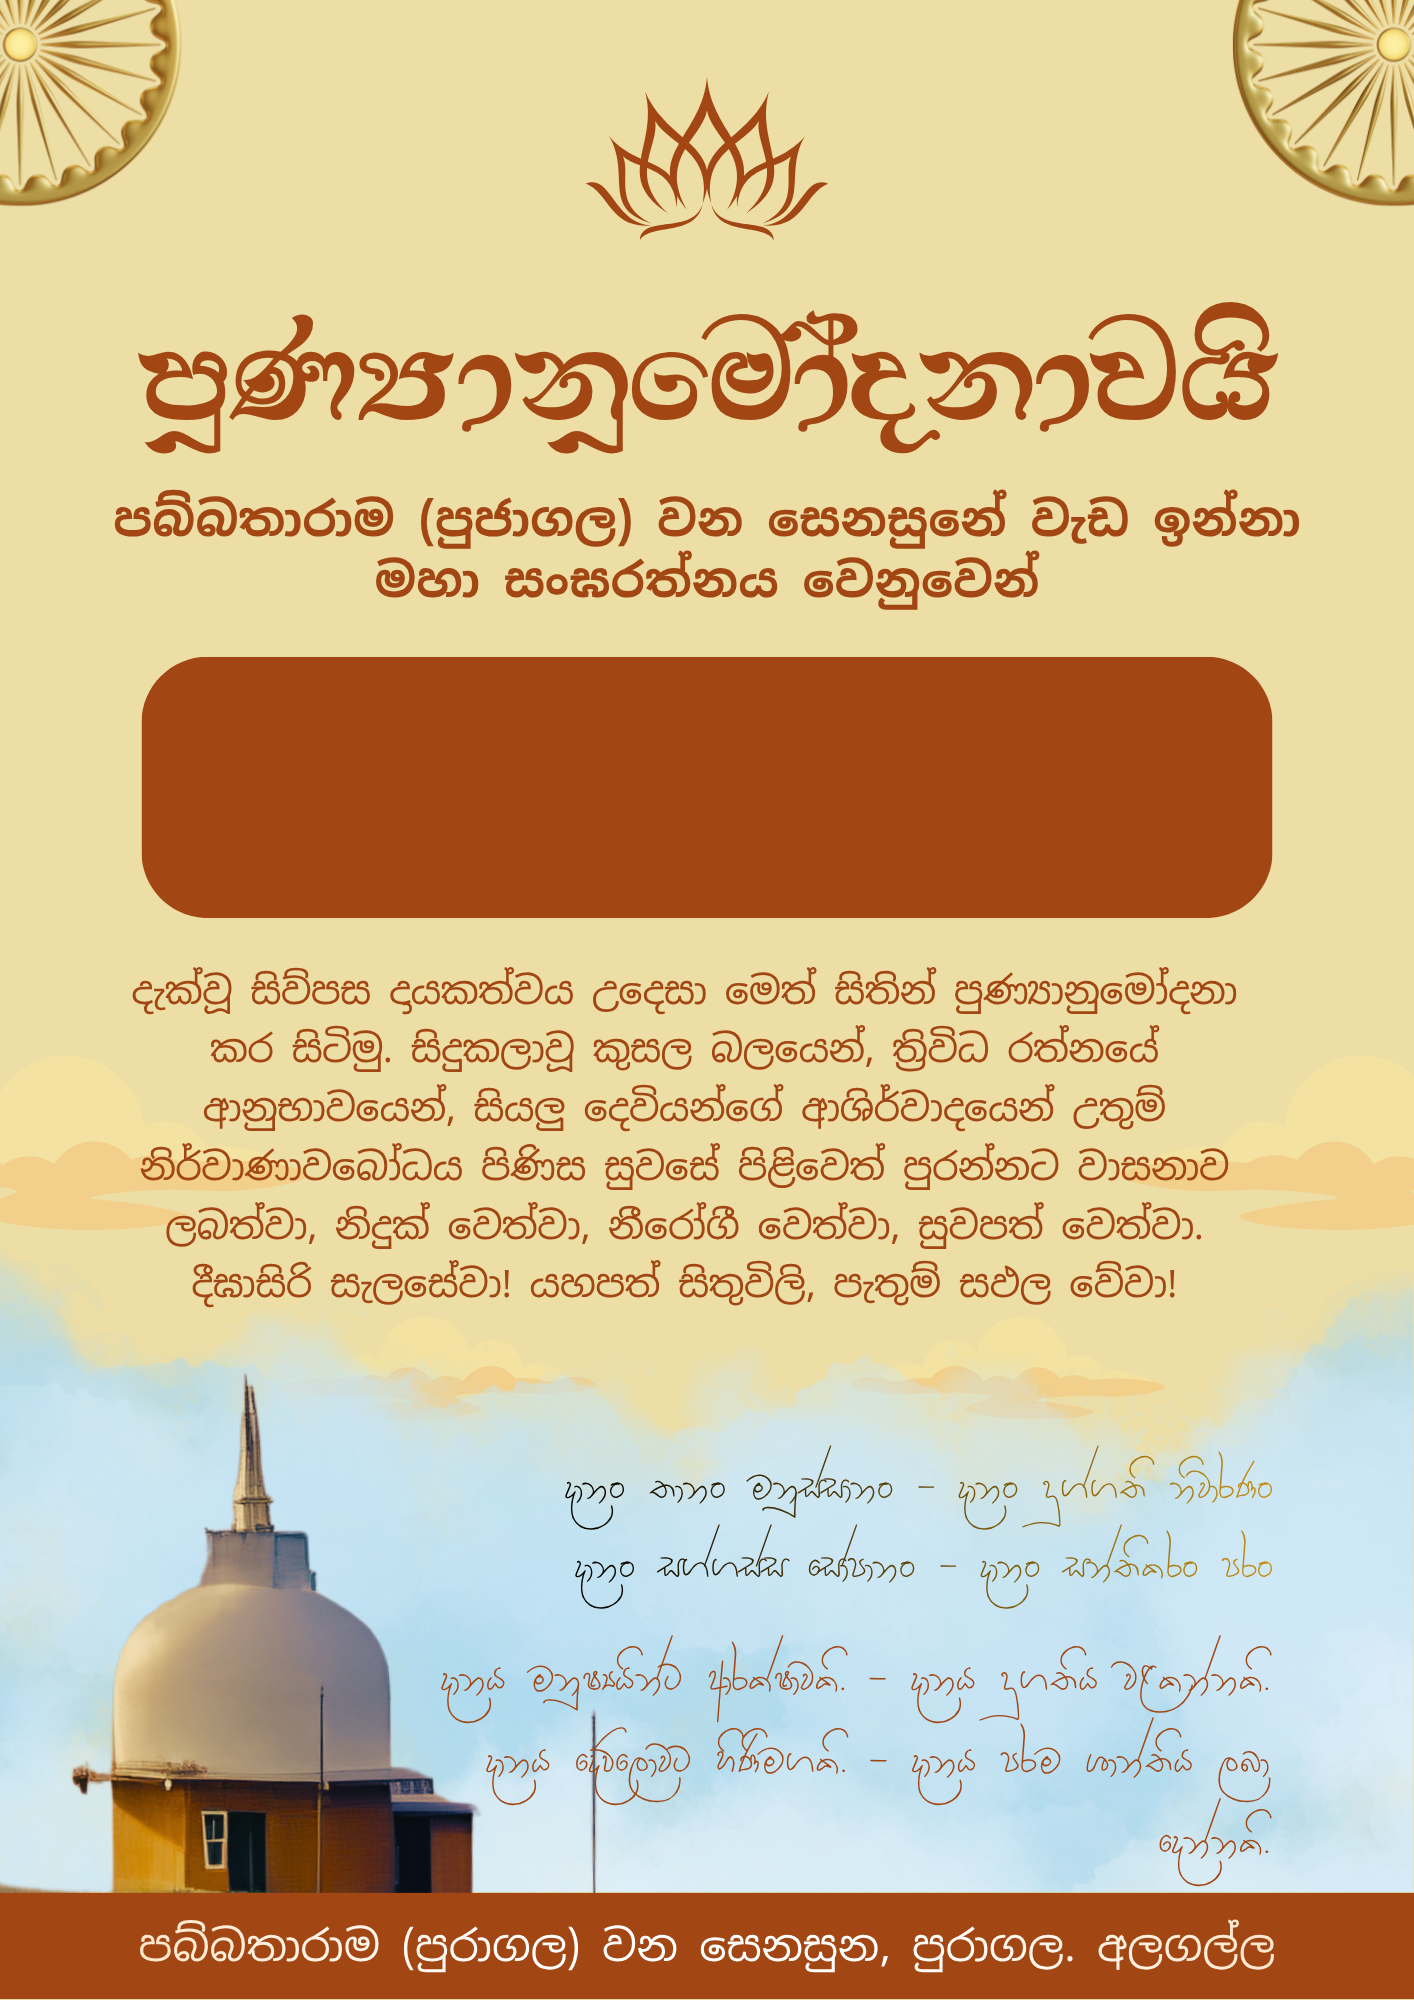 පුණ්‍යානුමෝදනාවයි
පබ්බතාරාම (පුජාගල) වන සෙනසුනේ වැඩ ඉන්නා
මහා සංඝරත්නය වෙනුවෙන්
දැක්වූ සිව්පස දායකත්වය උදෙසා මෙත් සිතින් පුණ්‍යානුමෝදනා
කර සිටිමු. සිදුකලාවූ කුසල බලයෙන්, ත්‍රිවිධ රත්නයේ
ආනුභාවයෙන්, සියලු දෙවියන්ගේ ආශිර්වාදයෙන් උතුම්
නිර්වාණාවබෝධය පිණිස සුවසේ පිළිවෙත් පුරන්නට වාසනාව
ලබත්වා, නිදුක් වෙත්වා, නීරෝගී වෙත්වා, සුවපත් වෙත්වා.
දීඝාසිරි සැලසේවා! යහපත් සිතුවිලි, පැතුම් සඵල වේවා!
දානං තානං මනුස්සානං – දානං දුග්ගති නිවාරණං
දානං සග්ගස්ස සෝපානං – දානං සන්තිකරං පරං
දානය මනුෂ්‍යයින්ට ආරක්ෂාවකි. – දානය දුගතිය වළකන්නකි.
දානය දෙව්ලොවට හිණිමගකි. – දානය පරම ශාන්තිය ලබා
දෙන්නකි.
පබ්බතාරාම (පුරාගල) වන සෙනසුන, පුරාගල. අලගල්ල